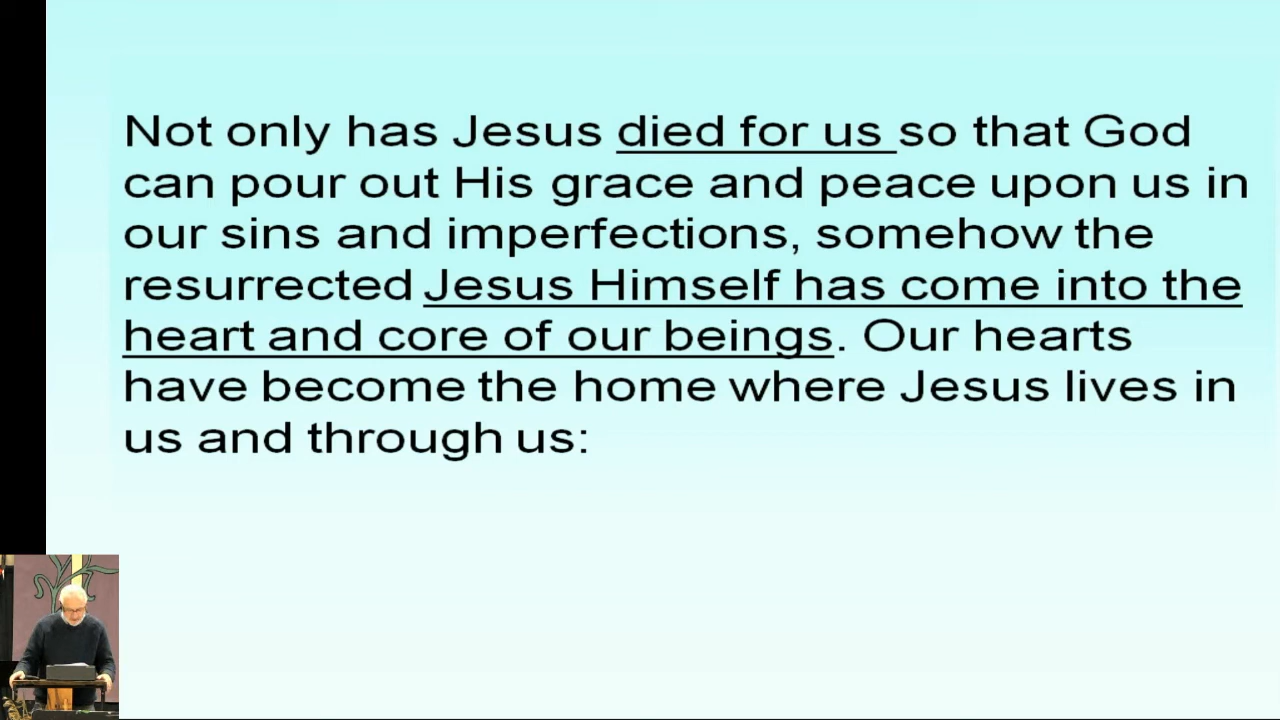 Not only has Jesus died for us so that God
can pour out His grace and peace upon us in
our sins and imperfections, somehow the
resurrected Jesus Himself has come into the
heart and core of our beings. Our hearts
have become the home where Jesus lives in
us and through us: